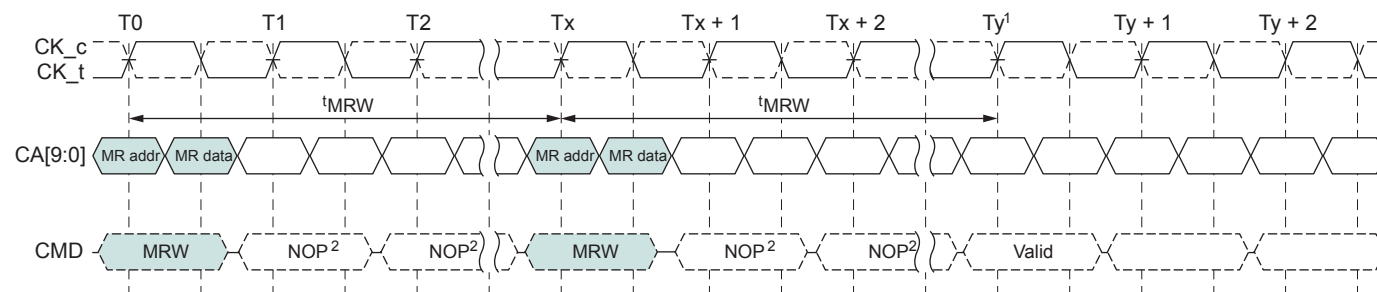 T0 T1 T2 Tx Tx + 1 Tx + 2 Ty¹ Ty + 1 Ty + 2
CK_c
CK_t
tMRW tMRW
CA[9:0] MR addr MR data MR addr MR data
CMD MRW NOP² NOP² MRW NOP² NOP² Valid